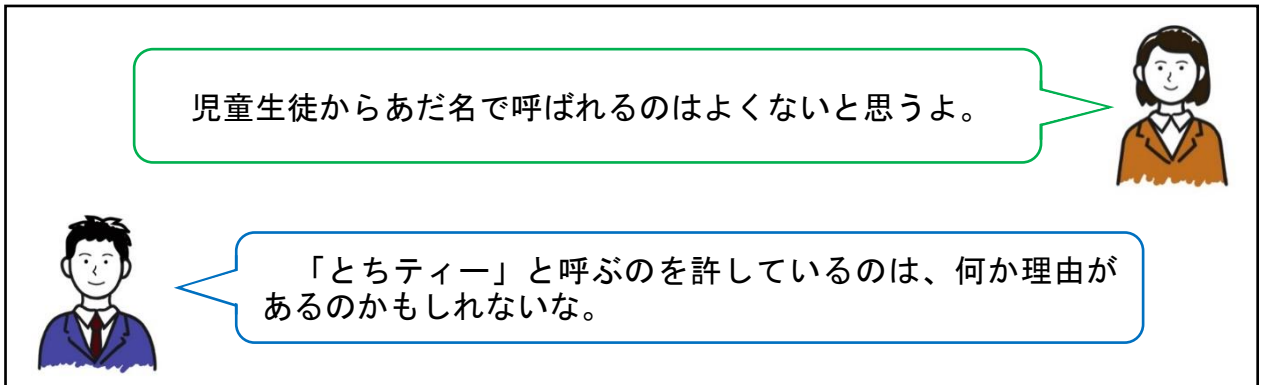 児童生徒からあだ名で呼ばれるのはよくないと思うよ。
「とちティー」と呼ぶのを許しているのは、何か理由が
あるのかもしれないな。